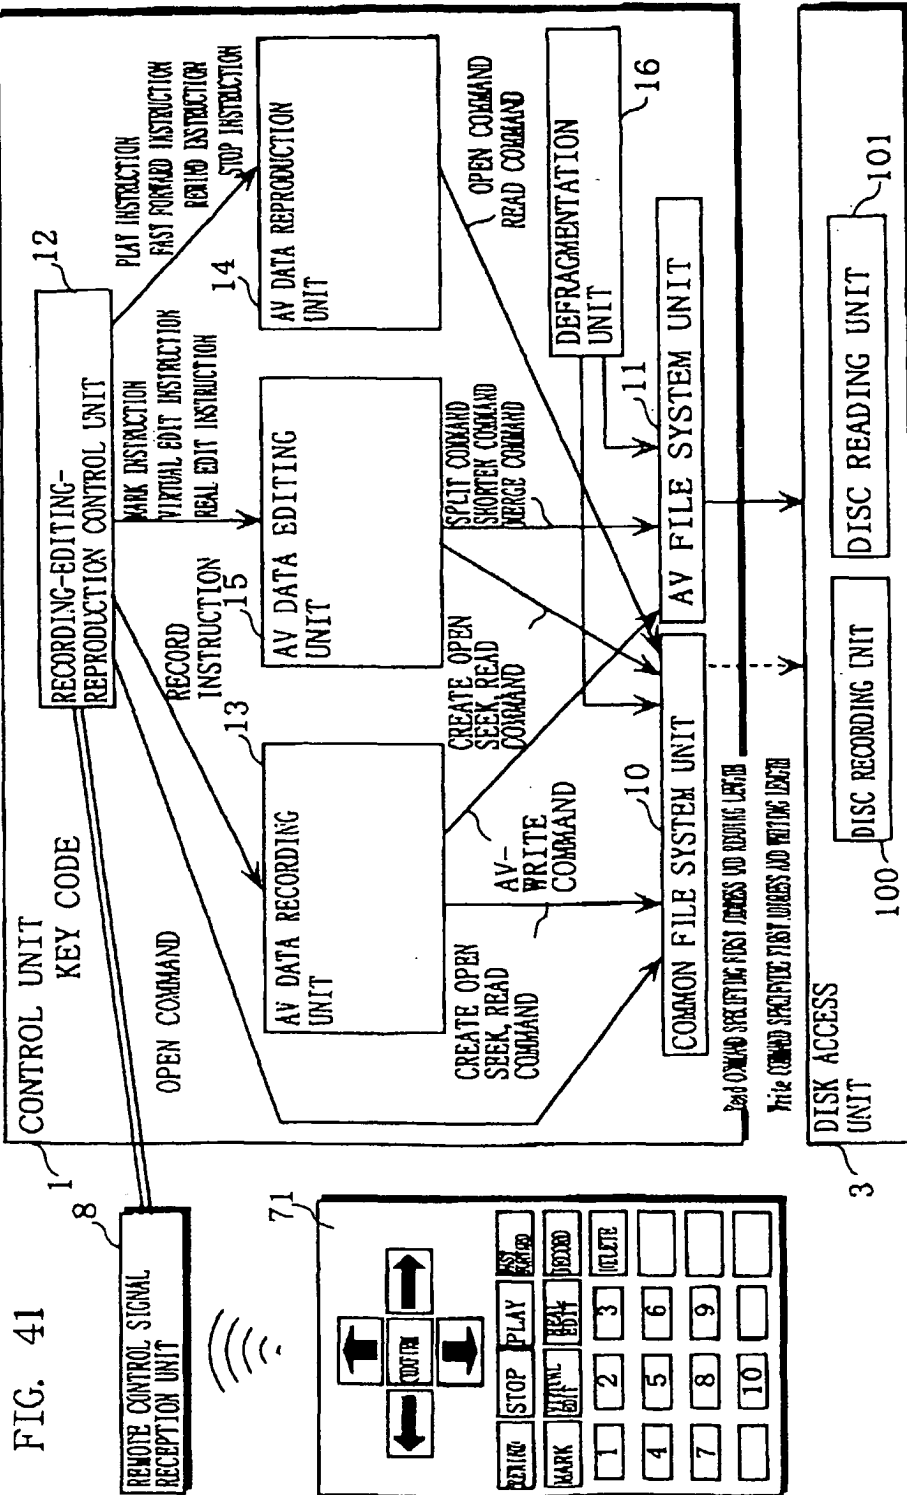 FIG. 41
REMOTE CONTROL SIGNAL
RECEPTION UNIT
8
71
REWIND
STOP
PLAY
FAST
FORWARD
MARK
VIRTUAL
EDIT
REAL
EDIT
RECORD
1
2
3
DELETE
4
5
6
7
8
9
10
1
CONTROL UNIT
KEY CODE
OPEN COMMAND
RECORDING-EDITING-
REPRODUCTION CONTROL UNIT
12
RECORD
INSTRUCTION
MARK INSTRUCTION
VIRTUAL EDIT INSTRUCTION
REAL EDIT INSTRUCTION
PLAY INSTRUCTION
FAST FORWARD INSTRUCTION
REWIND INSTRUCTION
STOP INSTRUCTION
13
AV DATA RECORDING
UNIT
15
AV DATA EDITING
UNIT
14
AV DATA REPRODUCTION
UNIT
CREATE OPEN
SEEK, READ
COMMAND
AV-
WRITE
COMMAND
CREATE OPEN
SEEK, READ
COMMAND
SPLIT COMMAND
SHORTEN COMMAND
MERGE COMMAND
OPEN COMMAND
READ COMMAND
DEFRAGMENTATION
UNIT
16
10
COMMON FILE SYSTEM UNIT
11
AV FILE SYSTEM UNIT
Read COMMAND SPECIFYING FIRST ADDRESS AND READING LENGTH
Write COMMAND SPECIFYING FIRST ADDRESS AND WRITING LENGTH
3
DISK ACCESS
UNIT
100
DISC RECORDING UNIT
DISC READING UNIT
101